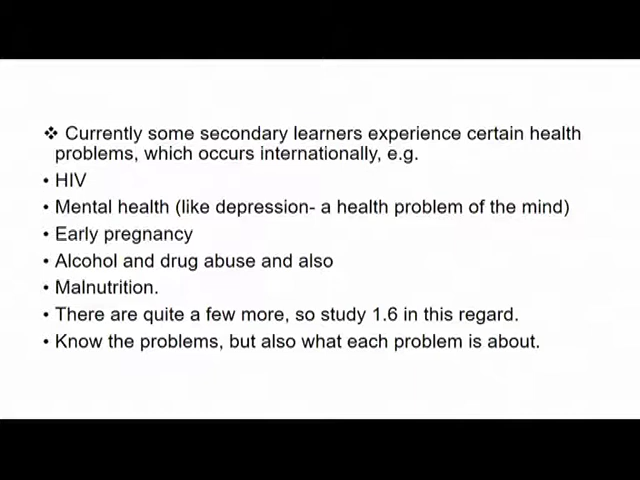 ❖ Currently some secondary learners experience certain health
problems, which occurs internationally, e.g.
• HIV
• Mental health (like depression- a health problem of the mind)
• Early pregnancy
• Alcohol and drug abuse and also
• Malnutrition.
• There are quite a few more, so study 1.6 in this regard.
• Know the problems, but also what each problem is about.